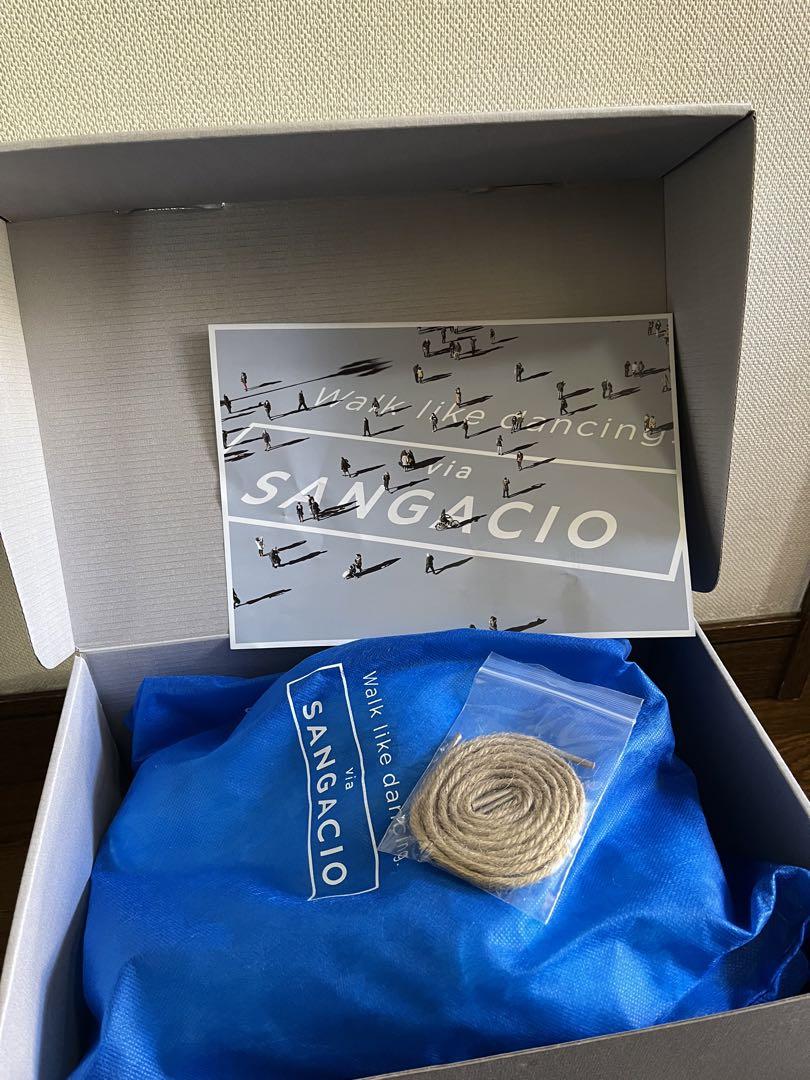 Walk like dancing.
via
SANGACIO
Walk like dancing.
via
SANGACIO